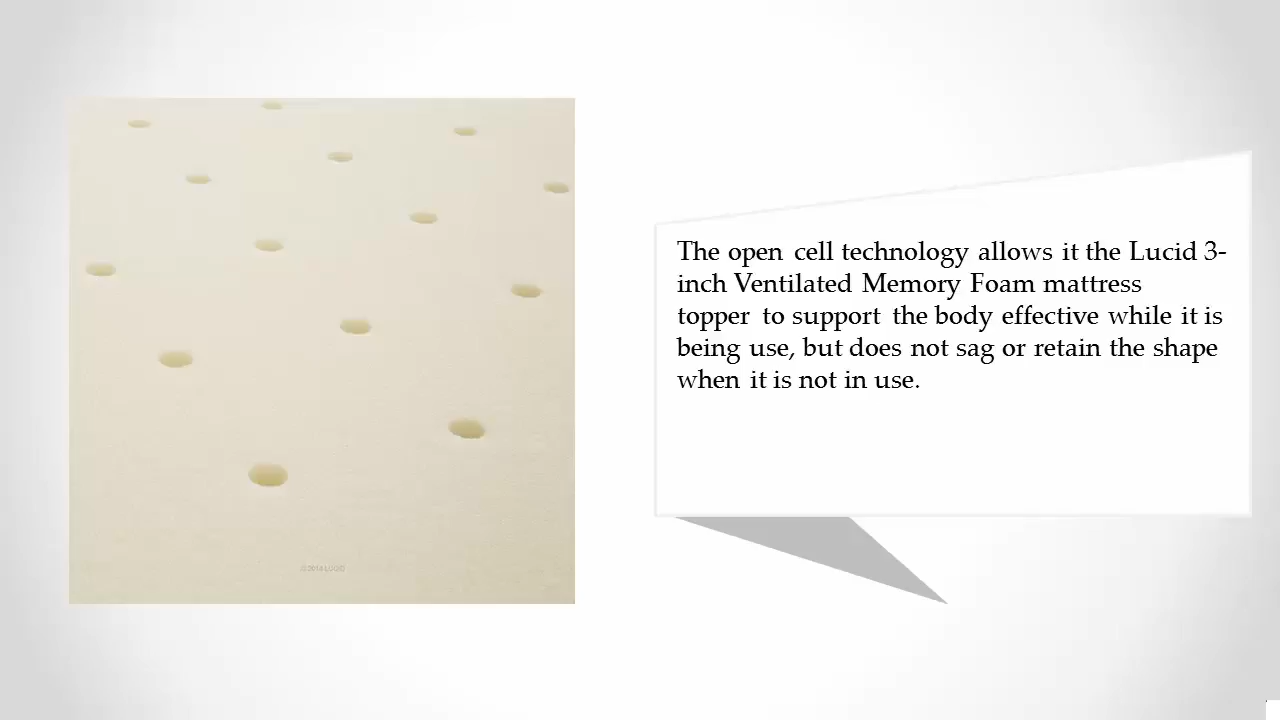 The open cell technology allows it the Lucid 3-
inch Ventilated Memory Foam mattress
topper to support the body effective while it is
being use, but does not sag or retain the shape
when it is not in use.